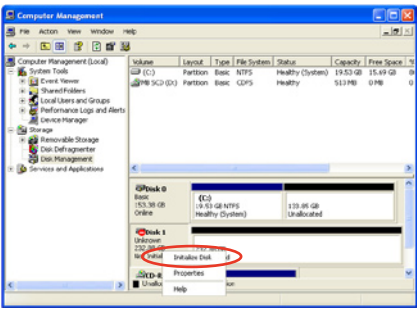 Computer Management
File Action View Window Help
Computer Management (Local)
System Tools
Event Viewer
Shared Folders
Local Users and Groups
Performance Logs and Alerts
Device Manager
Storage
Removable Storage
Disk Defragmenter
Disk Management
Services and Applications
Volume Layout Type File System Status Capacity Free Space
(C:) Partition Basic NTFS Healthy (System) 19.53 GB 15.69 GB
(D:) Partition Basic CDFS Healthy 513 MB 0 MB
Disk 0
Basic
153.38 GB
Online
(C:)
19.53 GB NTFS
Healthy (System)
133.85 GB
Unallocated
Disk 1
Unknown
Initialize Disk
Properties
Help